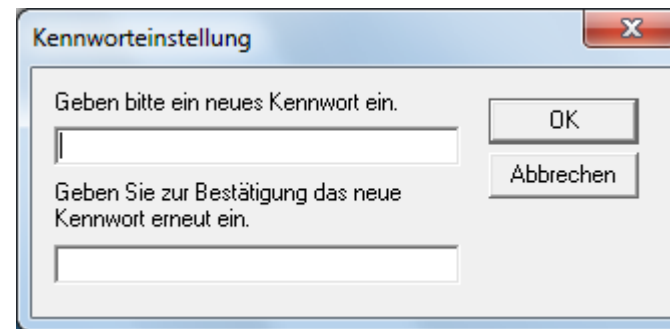 Kennworteinstellung
Geben bitte ein neues Kennwort ein.
OK
Abbrechen
Geben Sie zur Bestätigung das neue
Kennwort erneut ein.